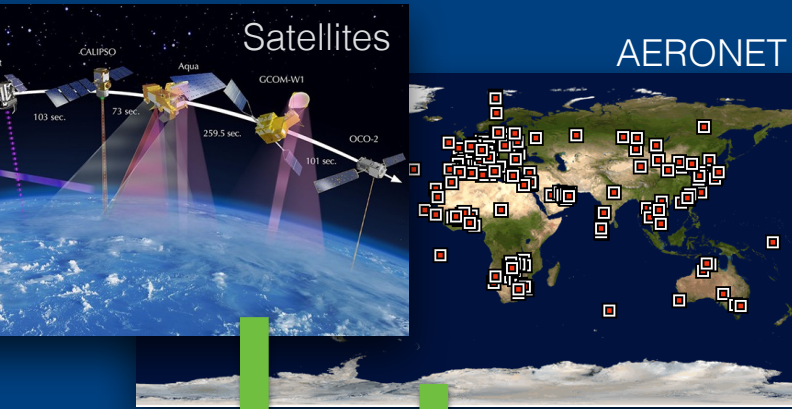 Satellites
AERONET
CALIPSO
Aqua
GCOM-W1
OCO-2
103 sec.
73 sec.
259.5 sec.
101 sec.